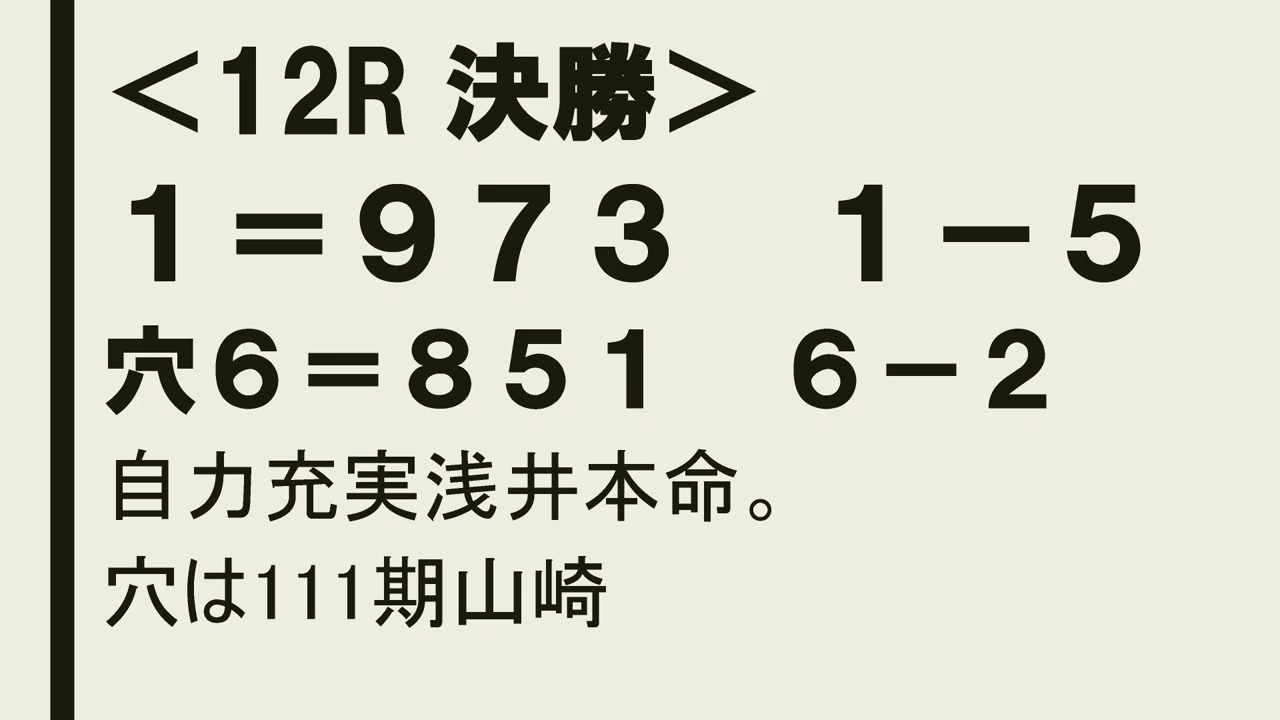 ＜12R 決勝＞
１＝９７３　１－５
穴６＝８５１　６－２
自力充実浅井本命。
穴は111期山崎